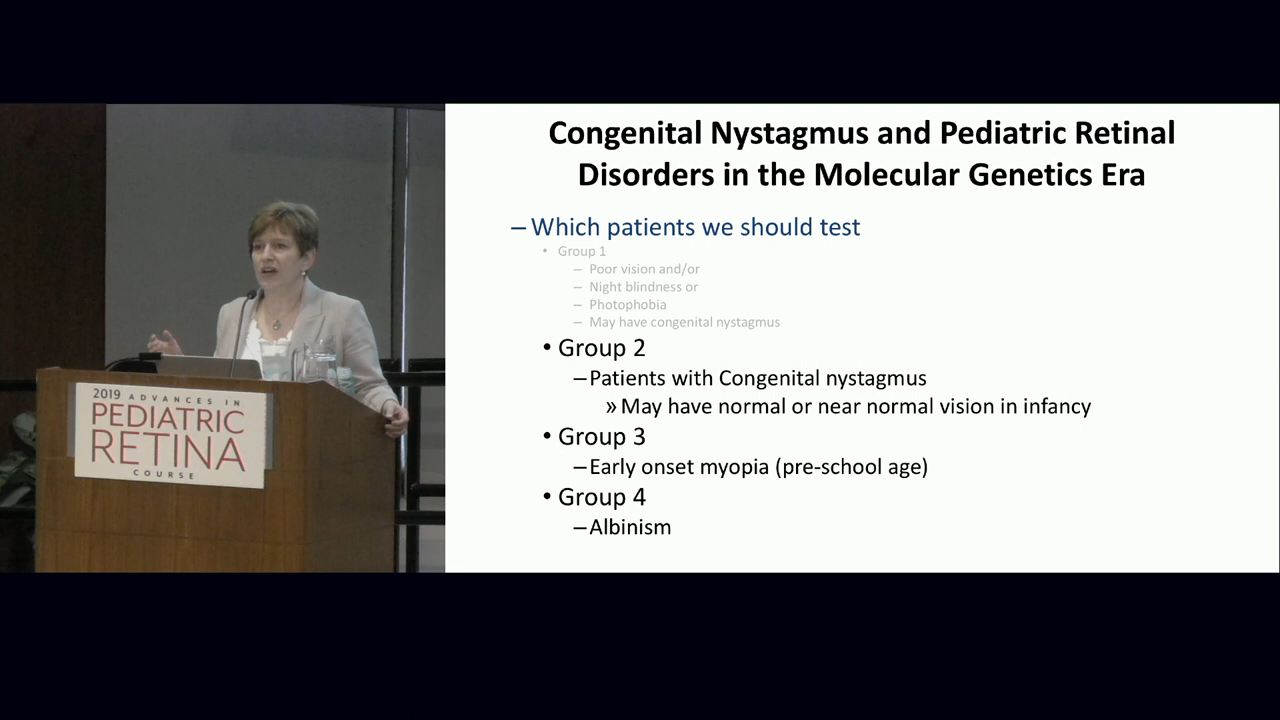 Congenital Nystagmus and Pediatric Retinal
Disorders in the Molecular Genetics Era
– Which patients we should test
• Group 1
– Poor vision and/or
– Night blindness or
– Photophobia
– May have congenital nystagmus
• Group 2
– Patients with Congenital nystagmus
» May have normal or near normal vision in infancy
• Group 3
– Early onset myopia (pre-school age)
• Group 4
– Albinism
2019 ADVANCES IN
PEDIATRIC
RETINA
COURSE